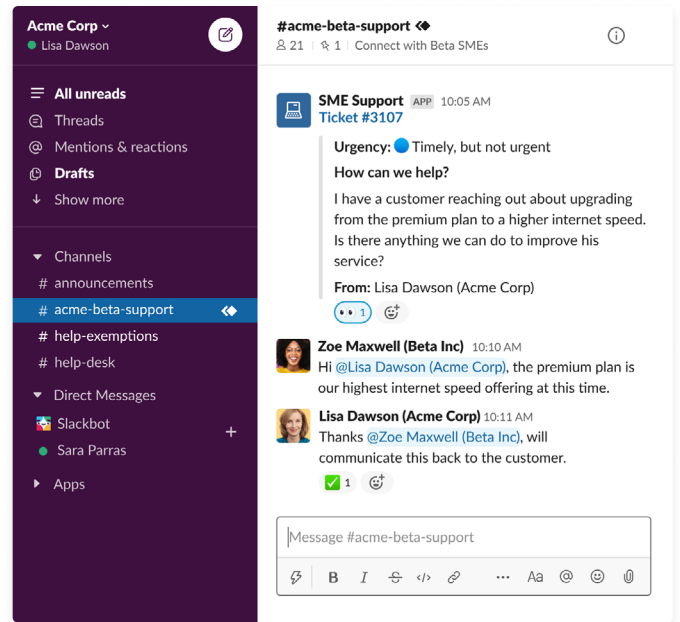 Acme Corp
Lisa Dawson
All unreads
Threads
Mentions & reactions
Drafts
Show more
Channels
# announcements
# acme-beta-support
# help-exemptions
# help-desk
Direct Messages
Slackbot
Sara Parras
Apps
#acme-beta-support
21 | 1 | Connect with Beta SMEs
SME Support APP 10:05 AM
Ticket #3107
Urgency: Timely, but not urgent
How can we help?
I have a customer reaching out about upgrading
from the premium plan to a higher internet speed.
Is there anything we can do to improve his
service?
From: Lisa Dawson (Acme Corp)
1
Zoe Maxwell (Beta Inc) 10:10 AM
Hi @Lisa Dawson (Acme Corp), the premium plan is
our highest internet speed offering at this time.
Lisa Dawson (Acme Corp) 10:11 AM
Thanks @Zoe Maxwell (Beta Inc), will
communicate this back to the customer.
1
Message #acme-beta-support
B I S </> ... Aa @